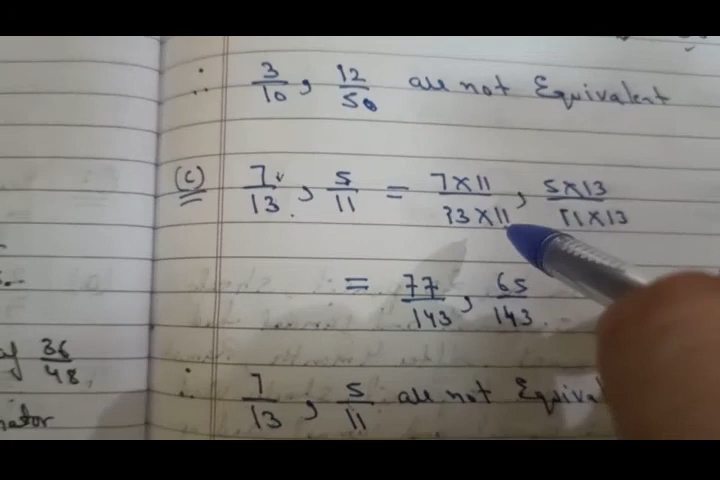 ∴ 3/10, 12/50 are not Equivalent
(c) 7/13, 5/11 = 7×11/13×11, 5×13/11×13
= 77/143, 65/143
36/48
∴ 7/13, 5/11 are not